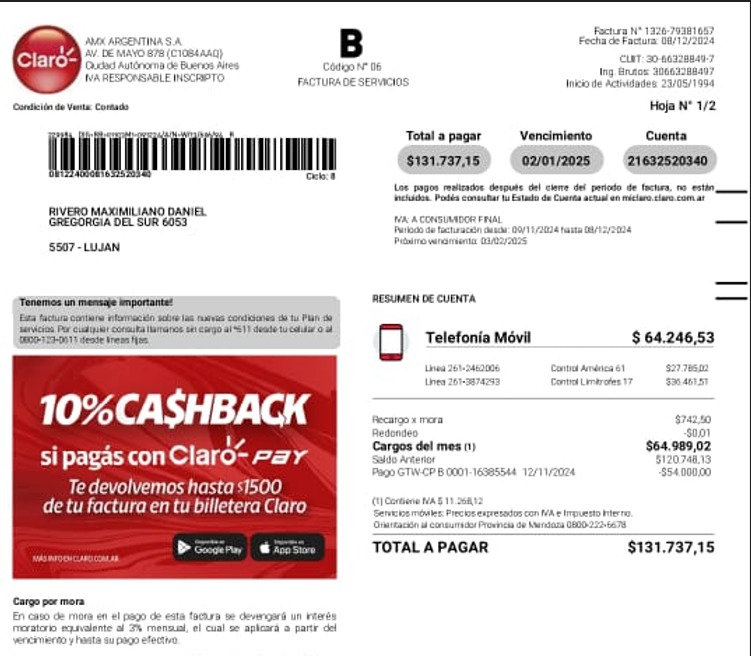 Claro
AMX ARGENTINA S.A.
AV. DE MAYO 878 (C1084AAQ)
Ciudad Autónoma de Buenos Aires
IVA RESPONSABLE INSCRIPTO
B
Código N° 06
FACTURA DE SERVICIOS
Factura N° 1326-79381657
Fecha de Factura: 08/12/2024
CUIT: 30-66328849-7
Ing. Brutos: 30663288497
Inicio de Actividades: 23/05/1994
Hoja N° 1/2
Condición de Venta: Contado
08122400081632520340
Ciclo: 8
RIVERO MAXIMILIANO DANIEL
GREGORGIA DEL SUR 6053
5507 - LUJAN
Total a pagar Vencimiento Cuenta
$131.737,15 02/01/2025 21632520340
Los pagos realizados después del cierre del periodo de factura, no están
incluidos. Podés consultar tu Estado de Cuenta actual en miclaro.claro.com.ar
IVA: A CONSUMIDOR FINAL
Periodo de facturación desde: 09/11/2024 hasta 08/12/2024
Próximo vencimiento: 03/02/2025
Tenemos un mensaje importante!
Esta factura contiene información sobre las nuevas condiciones de tu Plan de
servicios. Por cualquier consulta llamanos sin cargo al *611 desde tu celular o al
0800-123-0611 desde líneas fijas.
10% CA$HBACK
si pagás con Claro-pay
Te devolvemos hasta $1500
de tu factura en tu billetera Claro
MÁS INFO EN CLARO.COM.AR
Disponible en
Google Play
Disponible en
App Store
Cargo por mora
En caso de mora en el pago de esta factura se devengará un interés
moratorio equivalente al 3% mensual, el cual se aplicará a partir del
vencimiento y hasta su pago efectivo.
RESUMEN DE CUENTA
Telefonía Móvil $ 64.246,53
Línea 261-2462006 Control América 61 $27.785,02
Línea 261-3874293 Control Limítrofes 17 $36.461,51
Recargo x mora $742,50
Redondeo -$0,01
Cargos del mes (1) $64.989,02
Saldo Anterior $120.748,13
Pago GTW-CP B 0001-16385544 12/11/2024 -$54.000,00
(1) Contiene IVA $ 11.268,12
Servicios móviles: Precios expresados con IVA e Impuesto Interno.
Orientación al consumidor Provincia de Mendoza 0800-222-6678
TOTAL A PAGAR $131.737,15